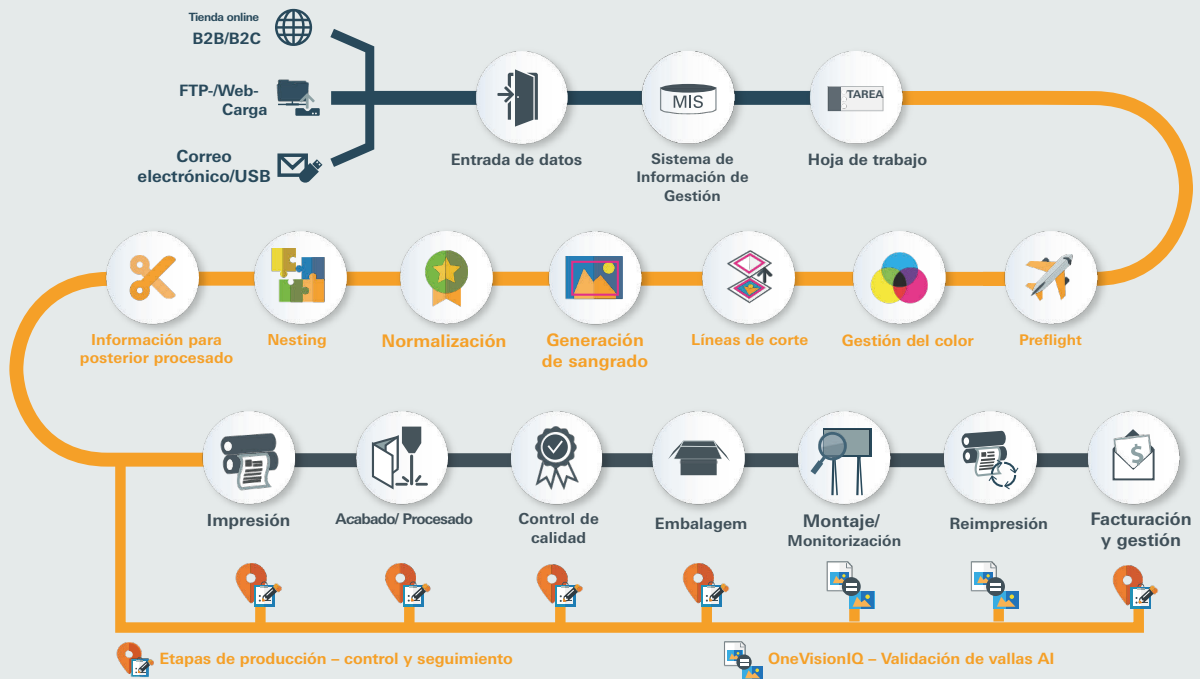 Tienda online
B2B/B2C
FTP-/Web-
Carga
Correo
electrónico/USB
MIS
TAREA
Entrada de datos
Sistema de
Información de
Gestión
Hoja de trabajo
Información para
posterior procesado
Nesting
Normalización
Generación
de sangrado
Líneas de corte
Gestión del color
Preflight
Impresión
Acabado/ Procesado
Control de
calidad
Embalagem
Montaje/
Monitorización
Reimpresión
$
Facturación
y gestión
Etapas de producción – control y seguimiento
OneVisionIQ – Validación de vallas AI